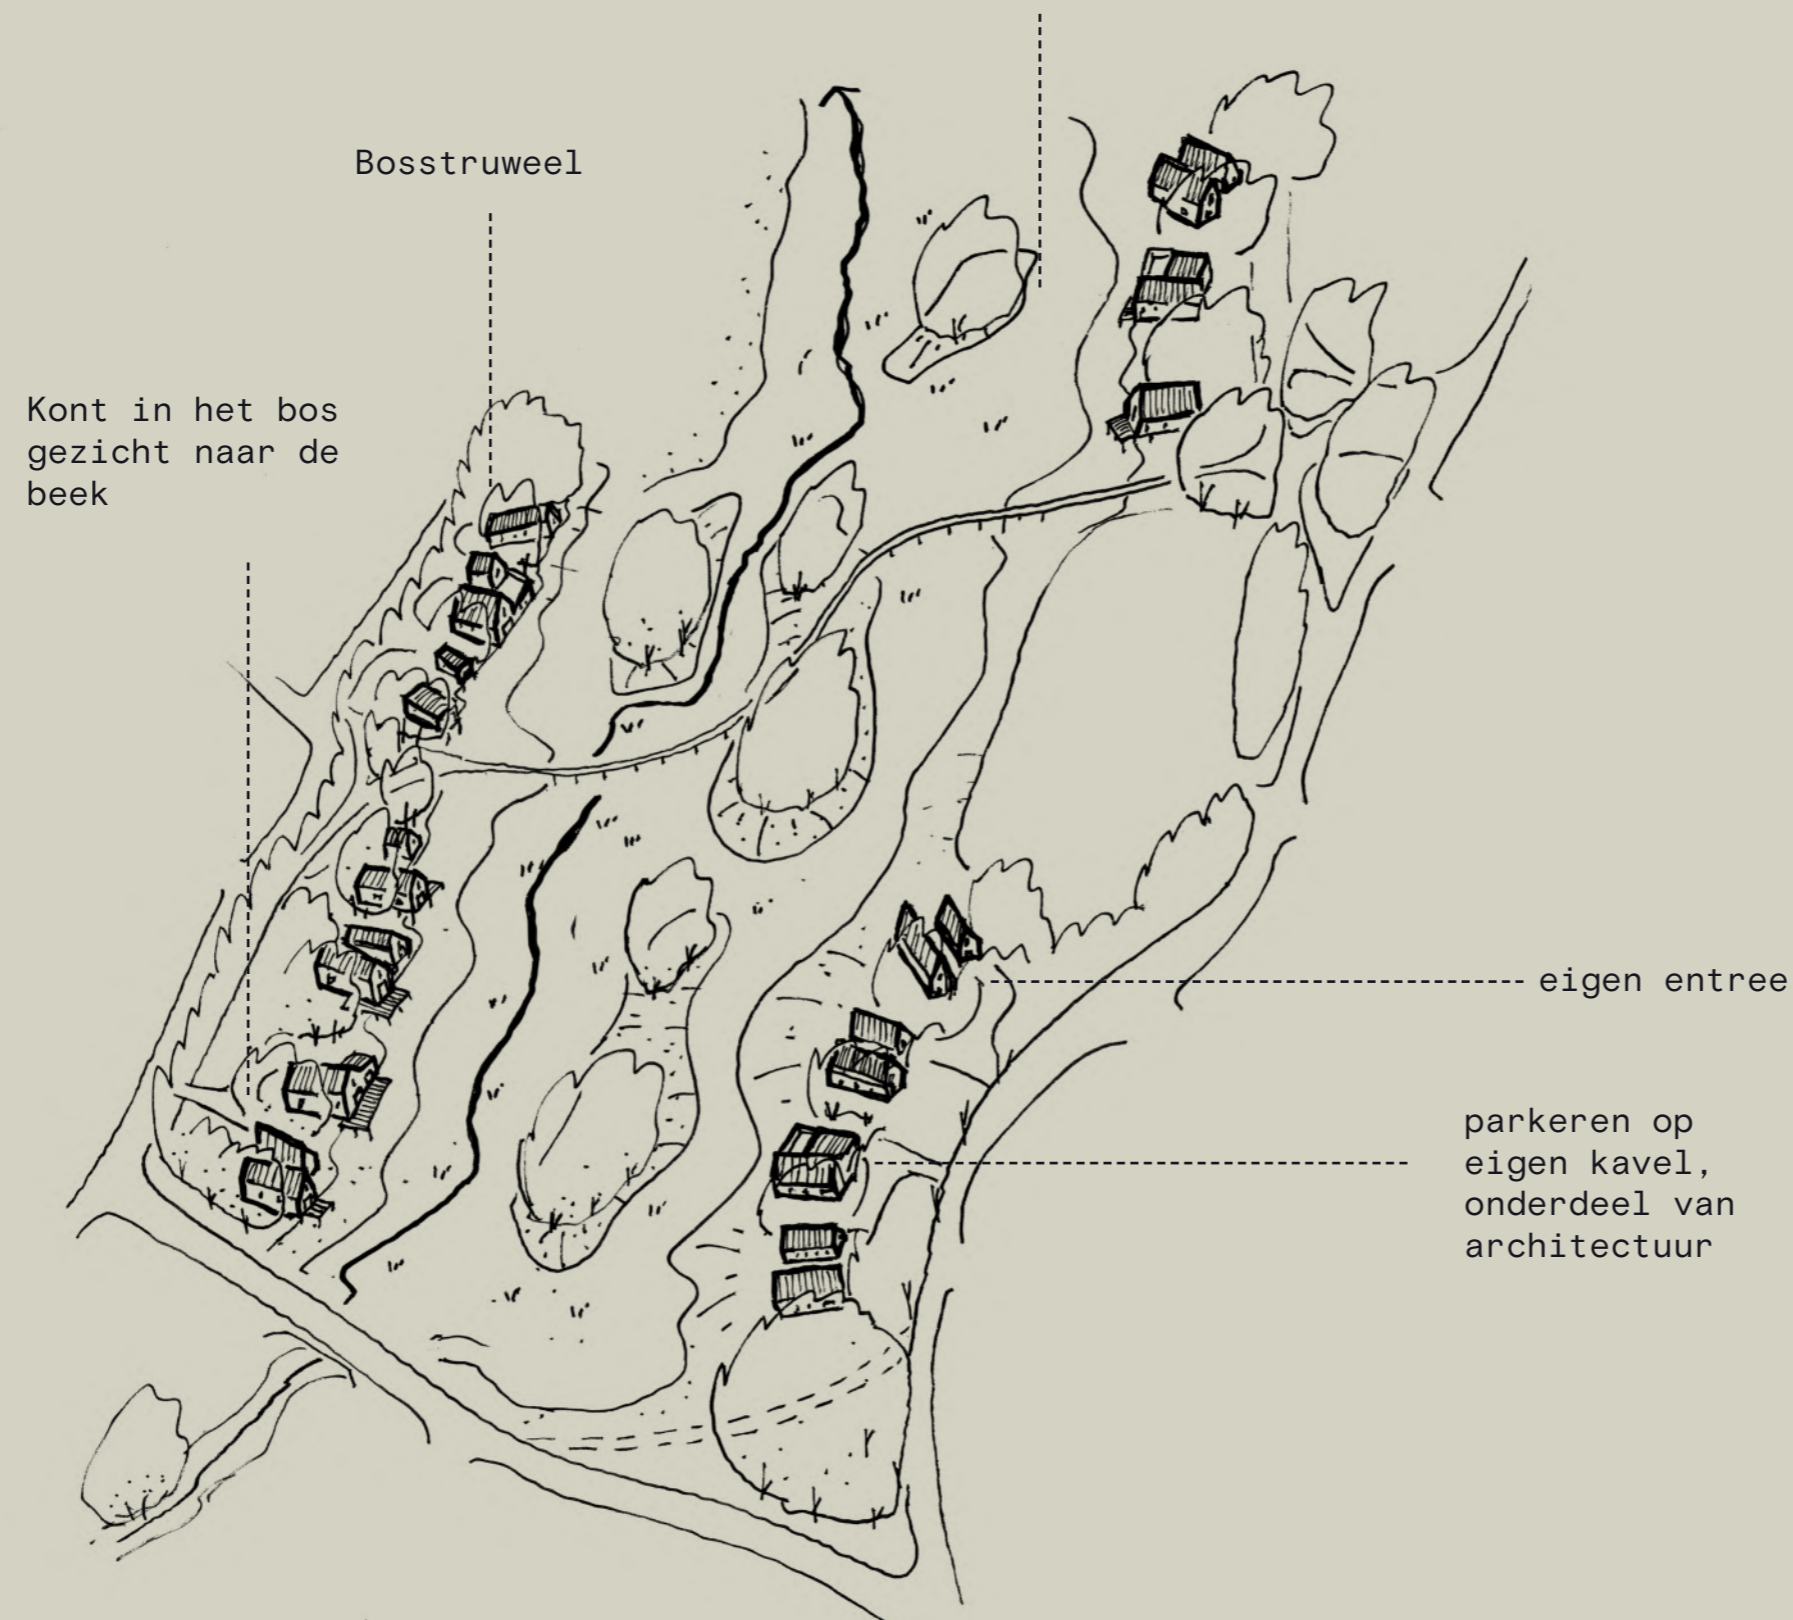 Bosstruweel
Kont in het bos
gezicht naar de
beek
eigen entree
parkeren op
eigen kavel,
onderdeel van
architectuur